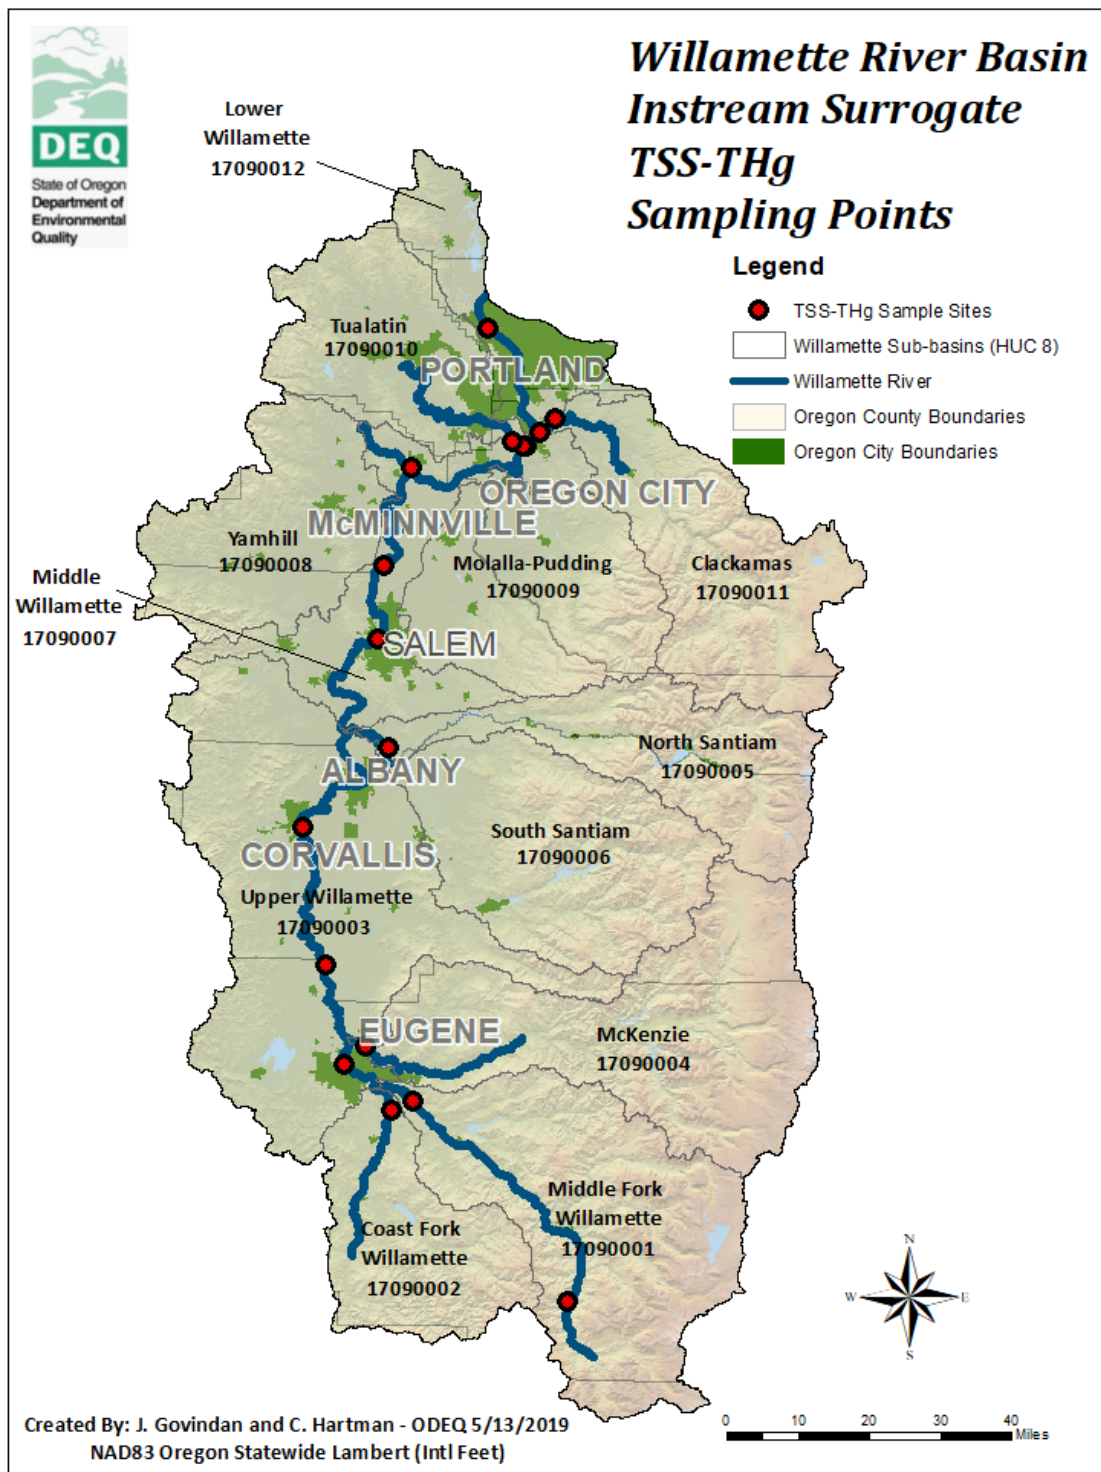 Willamette River Basin
Instream Surrogate
TSS-THg
Sampling Points
DEQ
State of Oregon
Department of
Environmental
Quality
Lower
Willamette
17090012
Legend
TSS-THg Sample Sites
Willamette Sub-basins (HUC 8)
Willamette River
Oregon County Boundaries
Oregon City Boundaries
Tualatin
17090010
PORTLAND
OREGON CITY
McMINNVILLE
Yamhill
17090008
Molalla-Pudding
17090009
Clackamas
17090011
Middle
Willamette
17090007
SALEM
North Santiam
17090005
ALBANY
South Santiam
17090006
CORVALLIS
Upper Willamette
17090003
EUGENE
McKenzie
17090004
Middle Fork
Willamette
17090001
Coast Fork
Willamette
17090002
N
W
E
S
0 10 20 30 40
Miles
Created By: J. Govindan and C. Hartman - ODEQ 5/13/2019
NAD83 Oregon Statewide Lambert (Intl Feet)